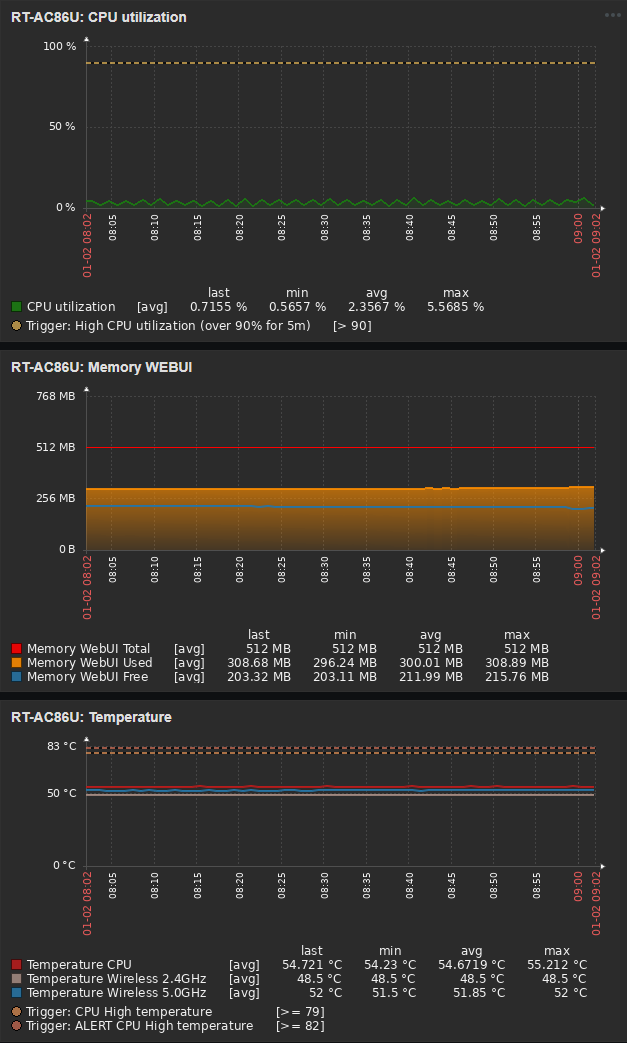 RT-AC86U: CPU utilization
100 %
50 %
0 %
01-02 08:02 08:05 08:10 08:15 08:20 08:25 08:30 08:35 08:40 08:45 08:50 08:55 09:00 01-02 09:02
last min avg max
CPU utilization [avg] 0.7155 % 0.5657 % 2.3567 % 5.5685 %
Trigger: High CPU utilization (over 90% for 5m) [> 90]
RT-AC86U: Memory WEBUI
768 MB
512 MB
256 MB
0 B
01-02 08:02 08:05 08:10 08:15 08:20 08:25 08:30 08:35 08:40 08:45 08:50 08:55 09:00 01-02 09:02
last min avg max
Memory WebUI Total [avg] 512 MB 512 MB 512 MB 512 MB
Memory WebUI Used [avg] 308.68 MB 296.24 MB 300.01 MB 308.89 MB
Memory WebUI Free [avg] 203.32 MB 203.11 MB 211.99 MB 215.76 MB
RT-AC86U: Temperature
83 °C
50 °C
0 °C
01-02 08:02 08:05 08:10 08:15 08:20 08:25 08:30 08:35 08:40 08:45 08:50 08:55 09:00 01-02 09:02
last min avg max
Temperature CPU [avg] 54.721 °C 54.23 °C 54.6719 °C 55.212 °C
Temperature Wireless 2.4GHz [avg] 48.5 °C 48.5 °C 48.5 °C 48.5 °C
Temperature Wireless 5.0GHz [avg] 52 °C 51.5 °C 51.85 °C 52 °C
Trigger: CPU High temperature [>= 79]
Trigger: ALERT CPU High temperature [>= 82]